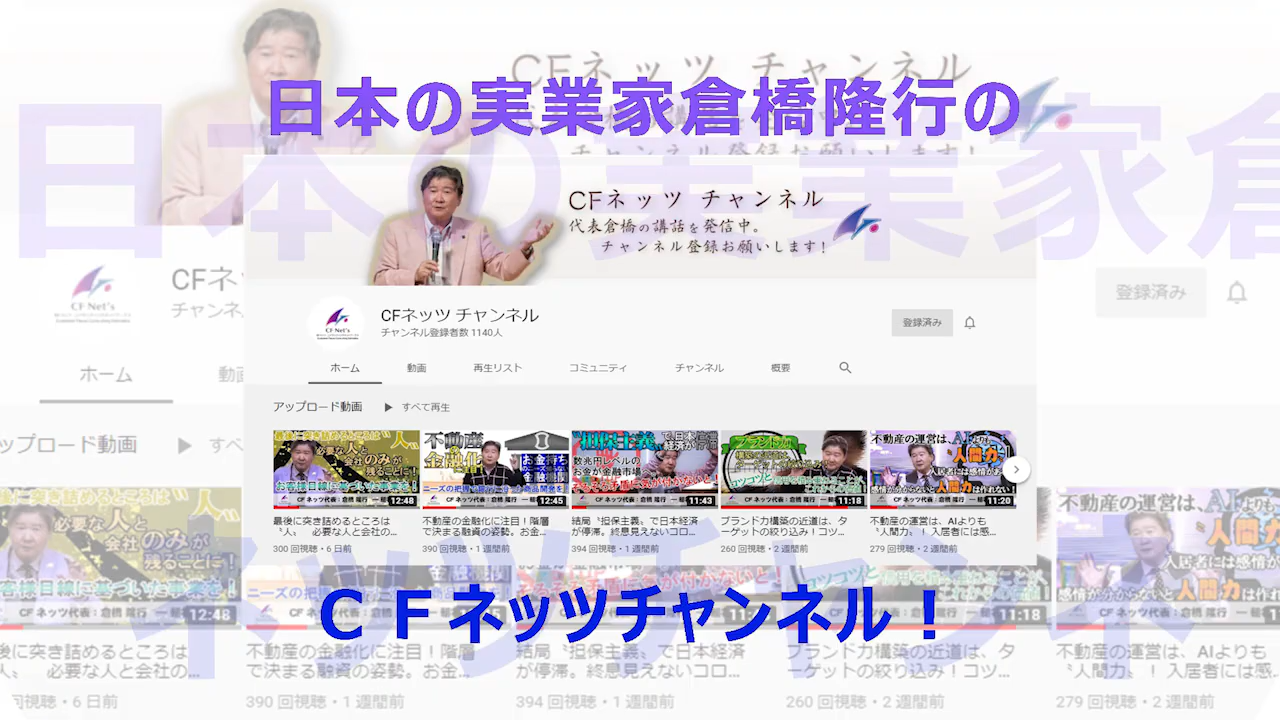 日本の実業家倉橋隆行の
CFネッツ チャンネル
代表倉橋の講話を発信中。
チャンネル登録お願いします!
CF Net's
CFネッツ チャンネル
チャンネル登録者数 1140人
登録済み
ホーム
動画
再生リスト
コミュニティ
チャンネル
概要
アップロード動画
すべて再生
12:48
12:45
11:43
11:18
11:20
最後に突き詰めるところは
“人„ 必要な人と会社の...
300 回視聴・6 日前
不動産の金融化に注目!階層
で決まる融資の姿勢。お金...
390 回視聴・1 週間前
結局〝担保主義〟で日本経済
が停滞。終息見えないコロ...
394 回視聴・1 週間前
ブランド力構築の近道は、タ
ーゲットの絞り込み!コツ...
260 回視聴・2 週間前
不動産の運営は、AIよりも
〝人間力〟! 入居者には感...
279 回視聴・2 週間前
CFネッツチャンネル!